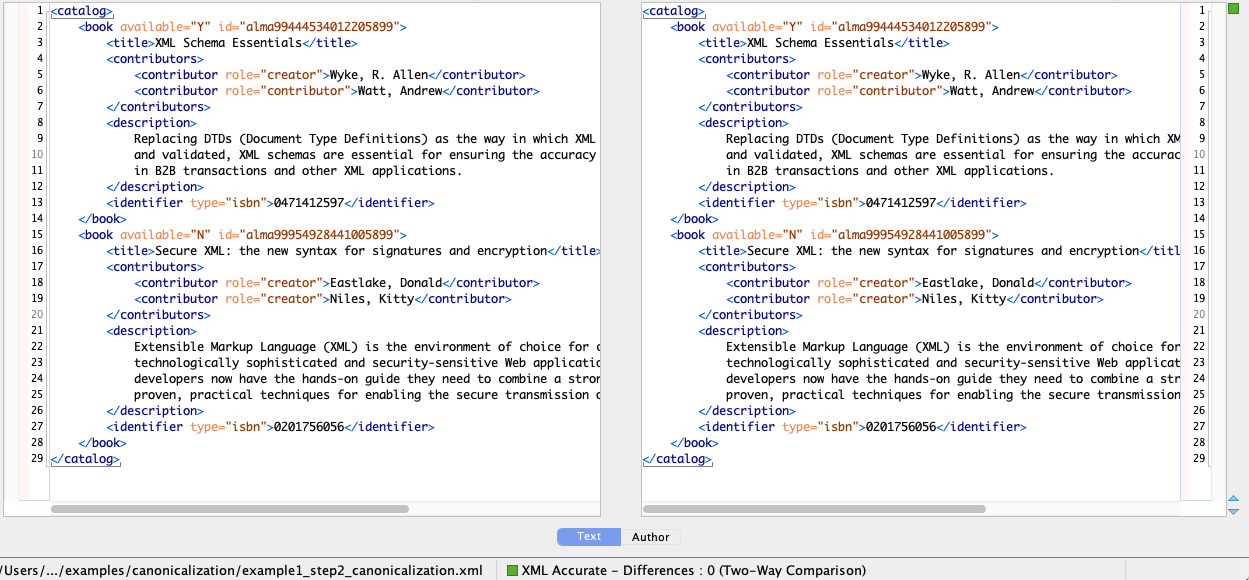 1 <catalog>
2 <book available="Y" id="alma99444534012205899">
3 <title>XML Schema Essentials</title>
4 <contributors>
5 <contributor role="creator">Wyke, R. Allen</contributor>
6 <contributor role="contributor">Watt, Andrew</contributor>
7 </contributors>
8 <description>
9 Replacing DTDs (Document Type Definitions) as the way in which XML
10 and validated, XML schemas are essential for ensuring the accuracy
11 in B2B transactions and other XML applications.
12 </description>
13 <identifier type="isbn">0471412597</identifier>
14 </book>
15 <book available="N" id="alma99954928441005899">
16 <title>Secure XML: the new syntax for signatures and encryption</title>
17 <contributors>
18 <contributor role="creator">Eastlake, Donald</contributor>
19 <contributor role="creator">Niles, Kitty</contributor>
20 </contributors>
21 <description>
22 Extensible Markup Language (XML) is the environment of choice for
23 technologically sophisticated and security-sensitive Web applicatio
24 developers now have the hands-on guide they need to combine a stron
25 proven, practical techniques for enabling the secure transmission
26 </description>
27 <identifier type="isbn">0201756056</identifier>
28 </book>
29 </catalog>
<catalog> 1
<book available="Y" id="alma99444534012205899"> 2
<title>XML Schema Essentials</title> 3
<contributors> 4
<contributor role="creator">Wyke, R. Allen</contributor> 5
<contributor role="contributor">Watt, Andrew</contributor> 6
</contributors> 7
<description> 8
Replacing DTDs (Document Type Definitions) as the way in which XM 9
and validated, XML schemas are essential for ensuring the accurac 10
in B2B transactions and other XML applications. 11
</description> 12
<identifier type="isbn">0471412597</identifier> 13
</book> 14
<book available="N" id="alma99954928441005899"> 15
<title>Secure XML: the new syntax for signatures and encryption</titl 16
<contributors> 17
<contributor role="creator">Eastlake, Donald</contributor> 18
<contributor role="creator">Niles, Kitty</contributor> 19
</contributors> 20
<description> 21
Extensible Markup Language (XML) is the environment of choice for 22
technologically sophisticated and security-sensitive Web applicat 23
developers now have the hands-on guide they need to combine a str 24
proven, practical techniques for enabling the secure transmission 25
</description> 26
<identifier type="isbn">0201756056</identifier> 27
</book> 28
</catalog> 29
Text Author
/Users/.../examples/canonicalization/example1_step2_canonicalization.xml XML Accurate - Differences : 0 (Two-Way Comparison)